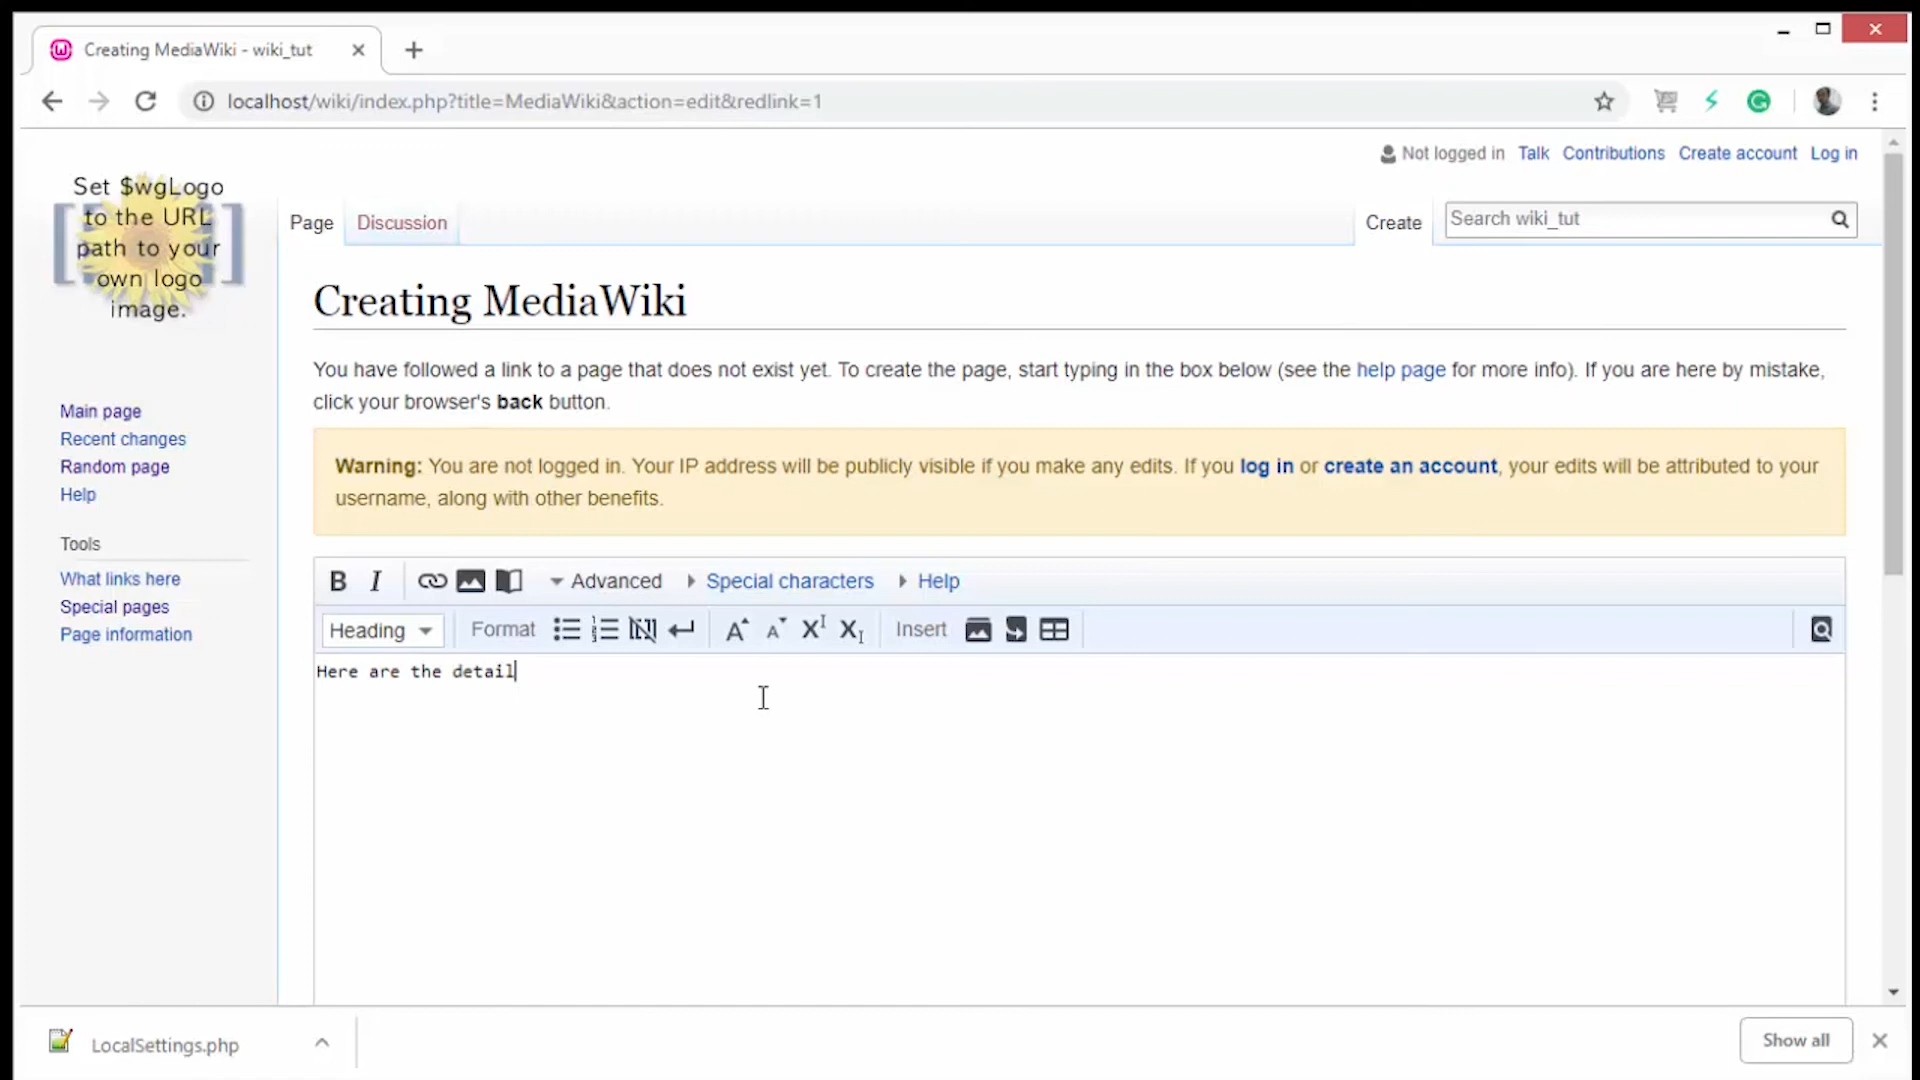 Creating MediaWiki - wiki_tut
localhost/wiki/index.php?title=MediaWiki&action=edit&redlink=1
Not logged in Talk Contributions Create account Log in
Set $wgLogo
to the URL
path to your
own logo
image.
Page Discussion Create Search wiki_tut
Creating MediaWiki
You have followed a link to a page that does not exist yet. To create the page, start typing in the box below (see the help page for more info). If you are here by mistake,
click your browser's back button.
Main page
Recent changes
Random page
Help
Tools
What links here
Special pages
Page information
Warning: You are not logged in. Your IP address will be publicly visible if you make any edits. If you log in or create an account, your edits will be attributed to your
username, along with other benefits.
B I Advanced Special characters Help
Heading Format Insert
Here are the detail
LocalSettings.php
Show all